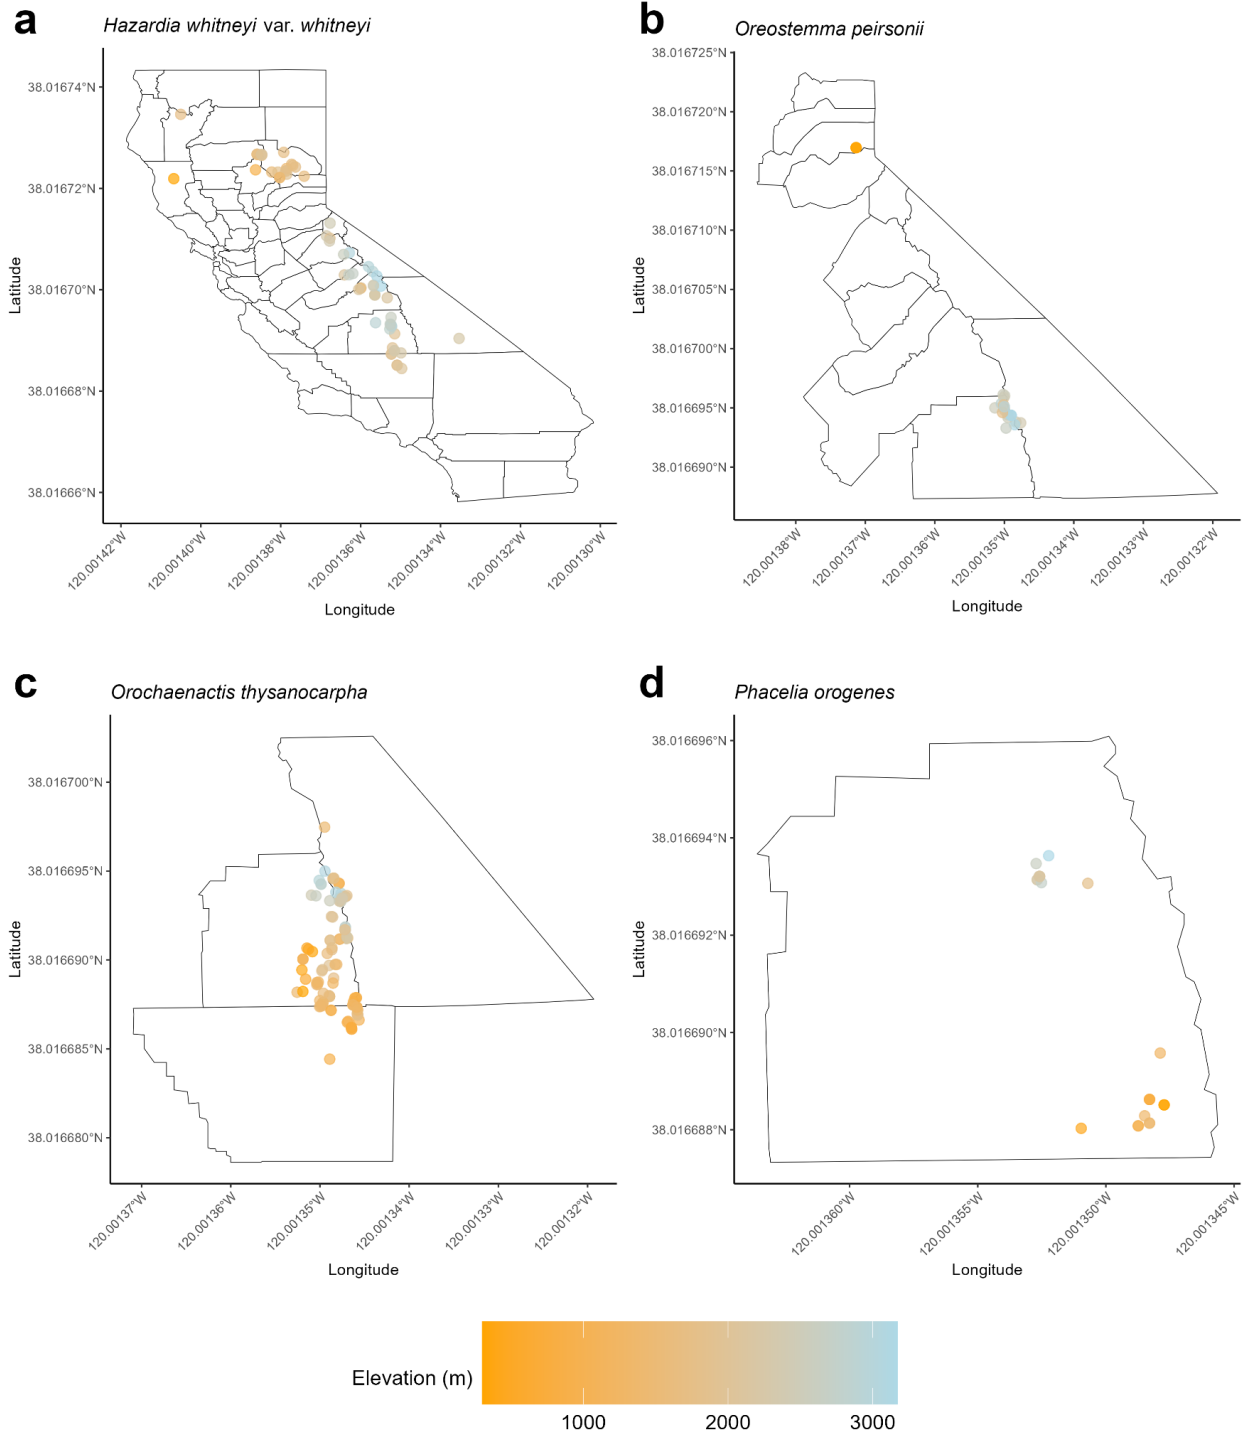 a
Hazardia whitneyi var. whitneyi
38.01674°N
38.01672°N
38.01670°N
38.01668°N
38.01666°N
Latitude
120.00142°W
120.00140°W
120.00138°W
120.00136°W
120.00134°W
120.00132°W
120.00130°W
Longitude
b
Oreostemma peirsonii
38.016725°N
38.016720°N
38.016715°N
38.016710°N
38.016705°N
38.016700°N
38.016695°N
38.016690°N
Latitude
120.00138°W
120.00137°W
120.00136°W
120.00135°W
120.00134°W
120.00133°W
120.00132°W
Longitude
c
Orochaenactis thysanocarpha
38.016700°N
38.016695°N
38.016690°N
38.016685°N
38.016680°N
Latitude
120.00137°W
120.00136°W
120.00135°W
120.00134°W
120.00133°W
120.00132°W
Longitude
d
Phacelia orogenes
38.016696°N
38.016694°N
38.016692°N
38.016690°N
38.016688°N
Latitude
120.001360°W
120.001355°W
120.001350°W
120.001345°W
Longitude
Elevation (m)
1000
2000
3000